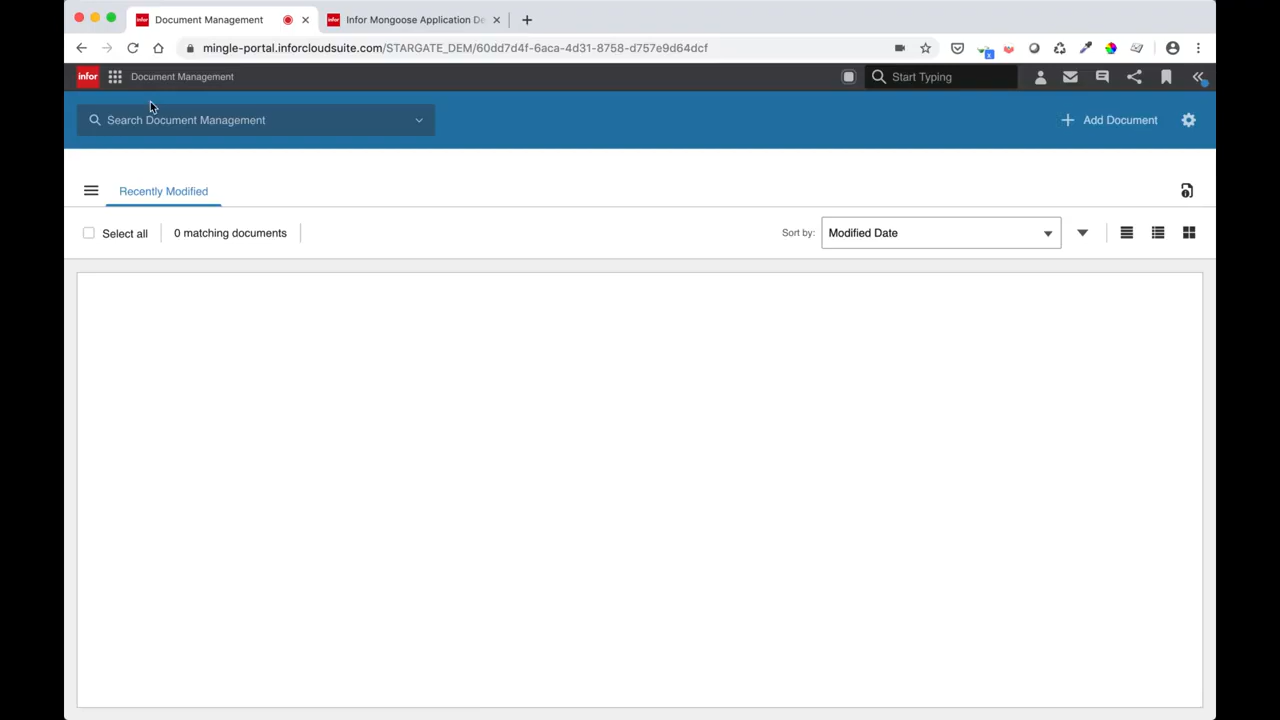 Document Management
Infor Mongoose Application De
mingle-portal.inforcloudsuite.com/STARGATE_DEM/60dd7d4f-6aca-4d31-8758-d757e9d64dcf
infor
Document Management
Start Typing
Search Document Management
Add Document
Recently Modified
Select all
0 matching documents
Sort by:
Modified Date